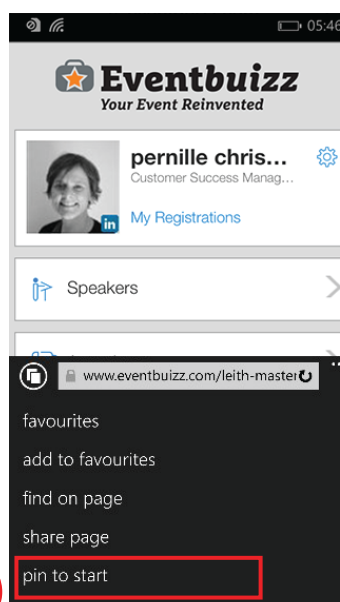 05:46
Eventbuizz
Your Event Reinvented
pernille chris...
Customer Success Manag...
in
My Registrations
Speakers
www.eventbuizz.com/leith-master
favourites
add to favourites
find on page
share page
pin to start